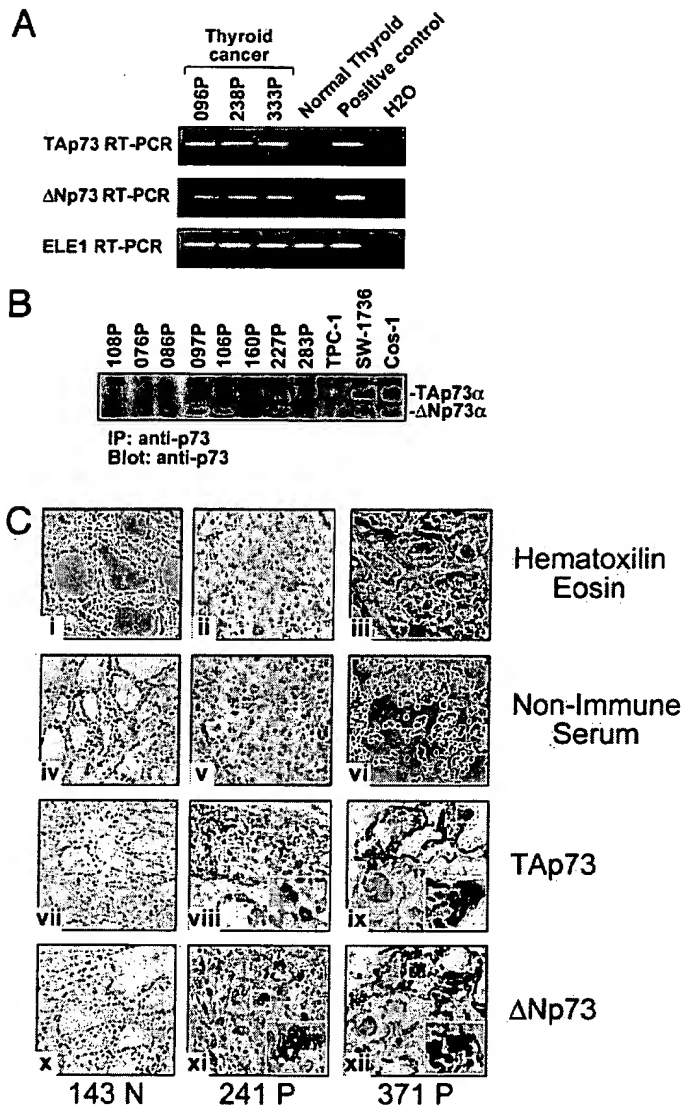 A
Thyroid
cancer
096P
238P
333P
Normal Thyroid
Positive control
H2O
TAp73 RT-PCR
ΔNp73 RT-PCR
ELE1 RT-PCR
B
108P
076P
086P
097P
106P
160P
227P
283P
TPC-1
SW-1736
Cos-1
-TAp73α
-ΔNp73α
IP: anti-p73
Blot: anti-p73
C
i
ii
iii
Hematoxilin
Eosin
iv
v
vi
Non-Immune
Serum
vii
viii
ix
TAp73
x
xi
xii
ΔNp73
143 N
241 P
371 P